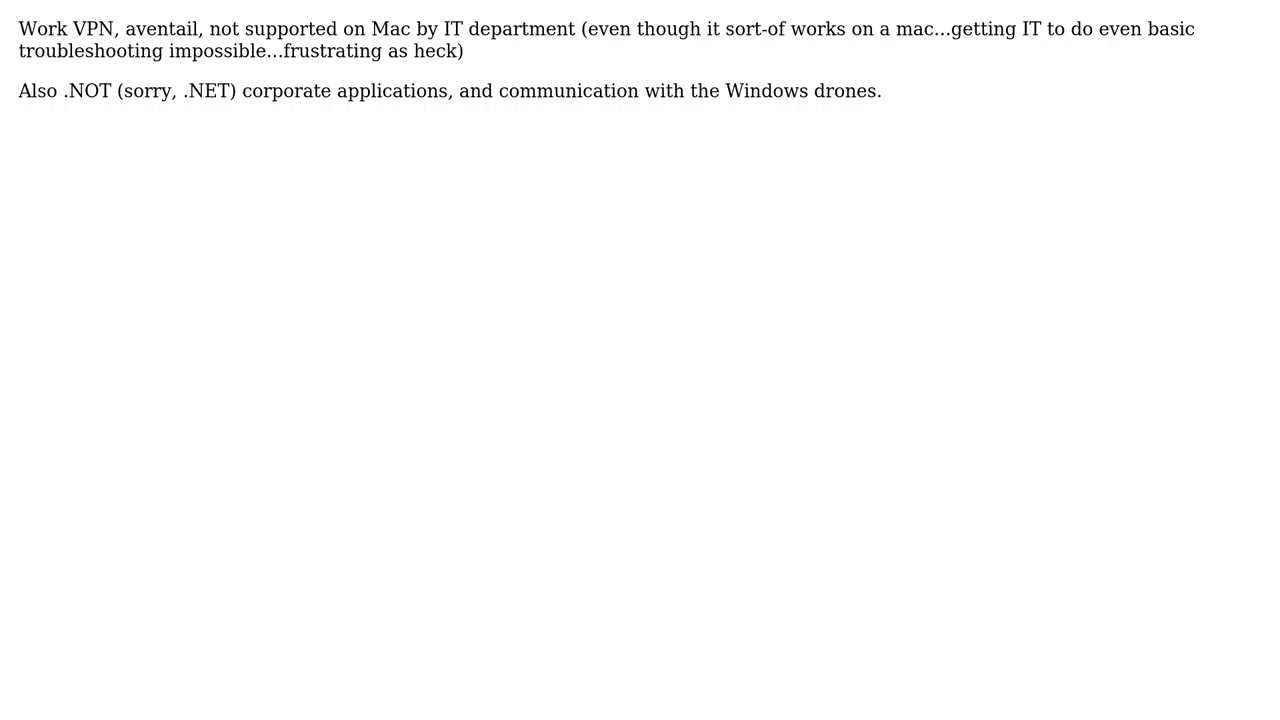 Work VPN, aventail, not supported on Mac by IT department (even though it sort-of works on a mac...getting IT to do even basic
troubleshooting impossible...frustrating as heck)
Also .NOT (sorry, .NET) corporate applications, and communication with the Windows drones.